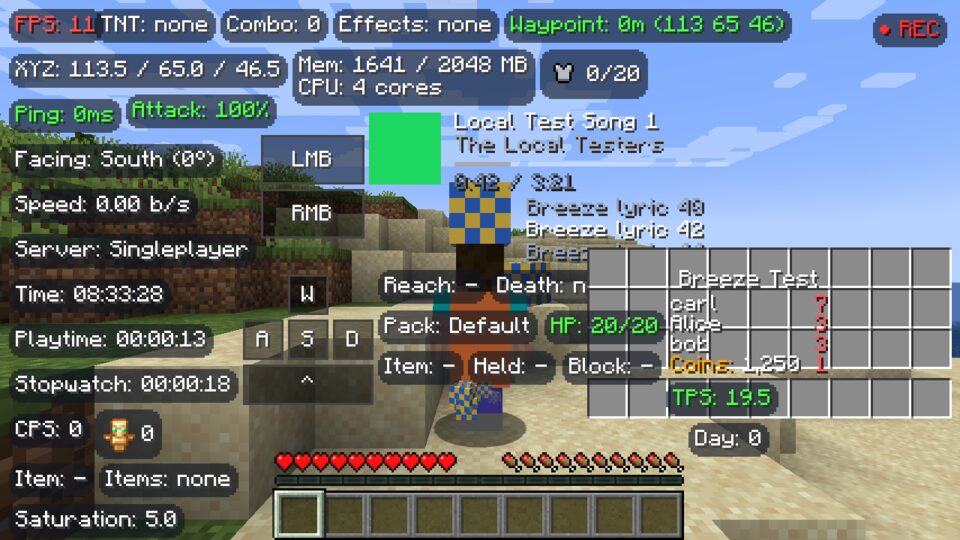 FPS: 11 TNT: none Combo: 0 Effects: none Waypoint: 0m (113 65 46) REC
XYZ: 113.5 / 65.0 / 46.5 Mem: 1641 / 2048 MB
CPU: 4 cores
0/20
Ping: 0ms Attack: 100%
Local Test Song 1
The Local Testers
Facing: South (0°) LMB
0:42 / 3:21
Speed: 0.00 b/s RMB
Breeze lyric 40
Breeze lyric 42
Server: Singleplayer
Breeze lyric
Breeze Test
Time: 08:33:28 W Reach: - Death: n
carl 7
Alice 3
bob 3
Coins: 1,250 1
Playtime: 00:00:13 A S D Pack: Default HP: 20/20
Item: - Held: - Block: -
Stopwatch: 00:00:18 ^
TPS: 19.5
CPS: 0 0
Day: 0
Item: - Items: none
Saturation: 5.0